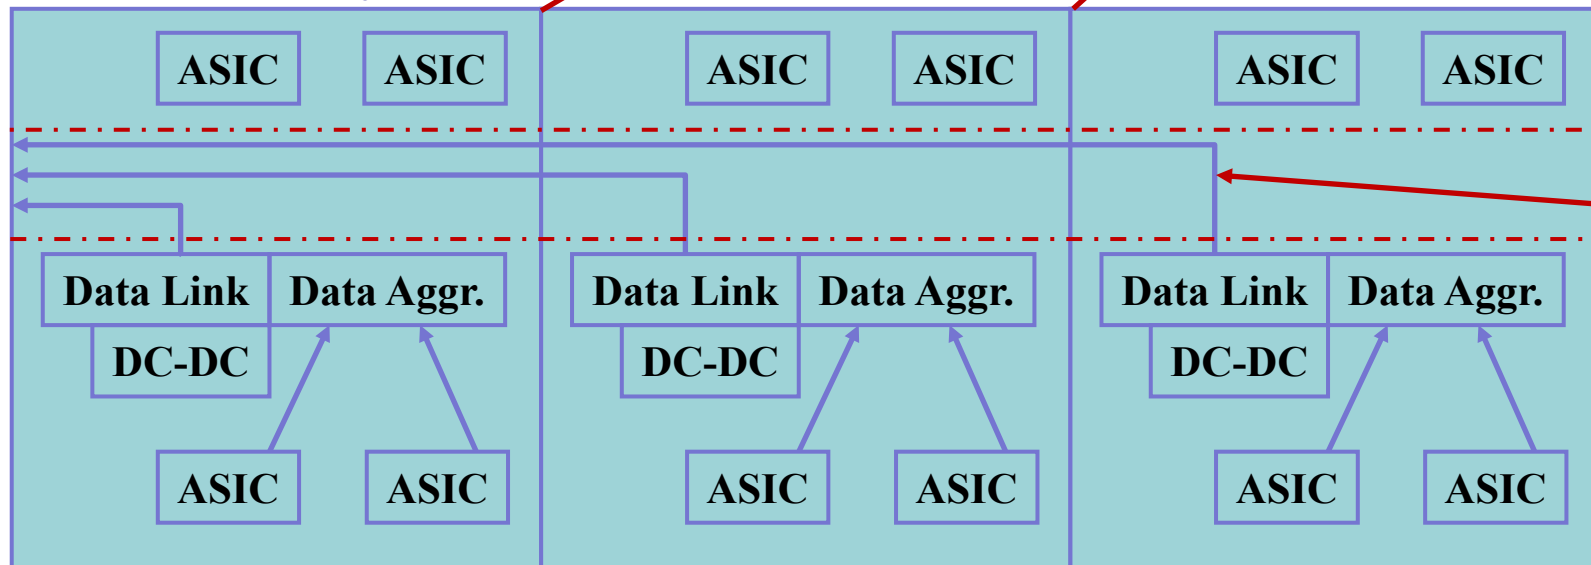 ASIC ASIC ASIC ASIC ASIC ASIC
Data Link Data Aggr. Data Link Data Aggr. Data Link Data Aggr.
DC-DC DC-DC DC-DC
ASIC ASIC ASIC ASIC ASIC ASIC